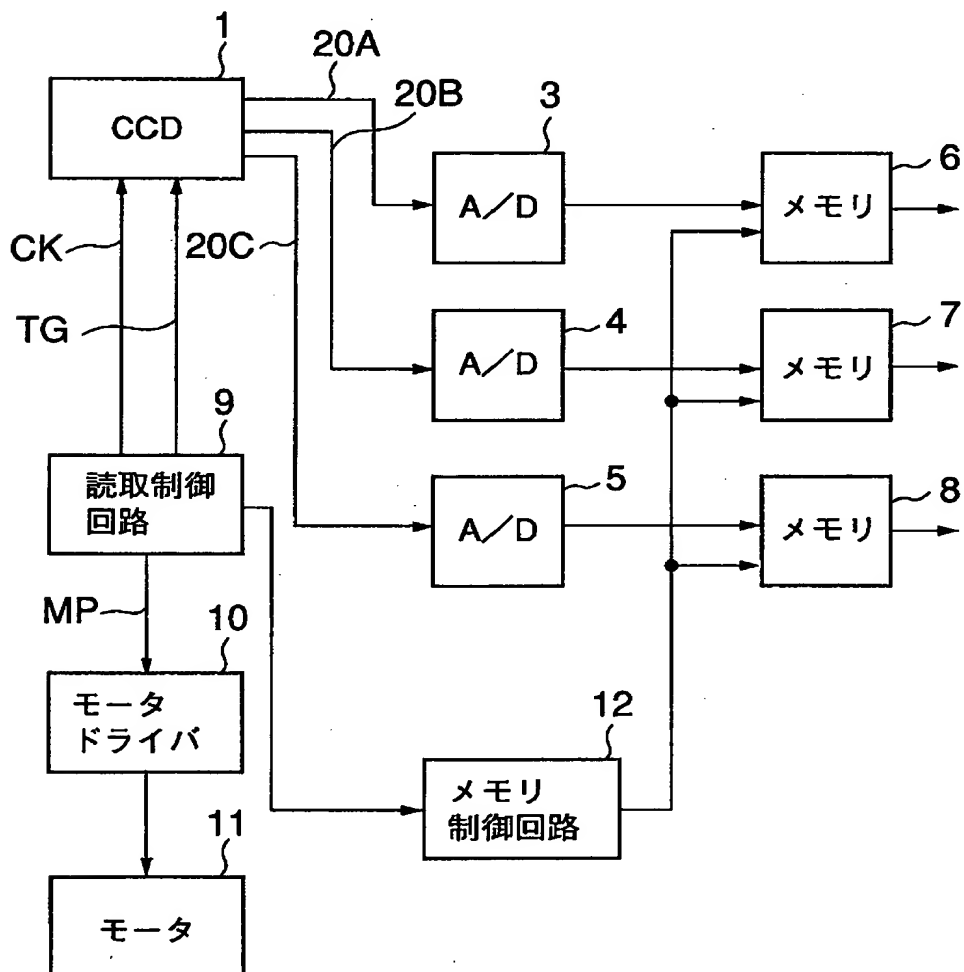 1
20A
20B
CCD
3
A/D
6
メモリ
CK
20C
TG
4
A/D
7
メモリ
9
読取制御
回路
5
A/D
8
メモリ
MP
10
モータ
ドライバ
12
メモリ
制御回路
11
モータ